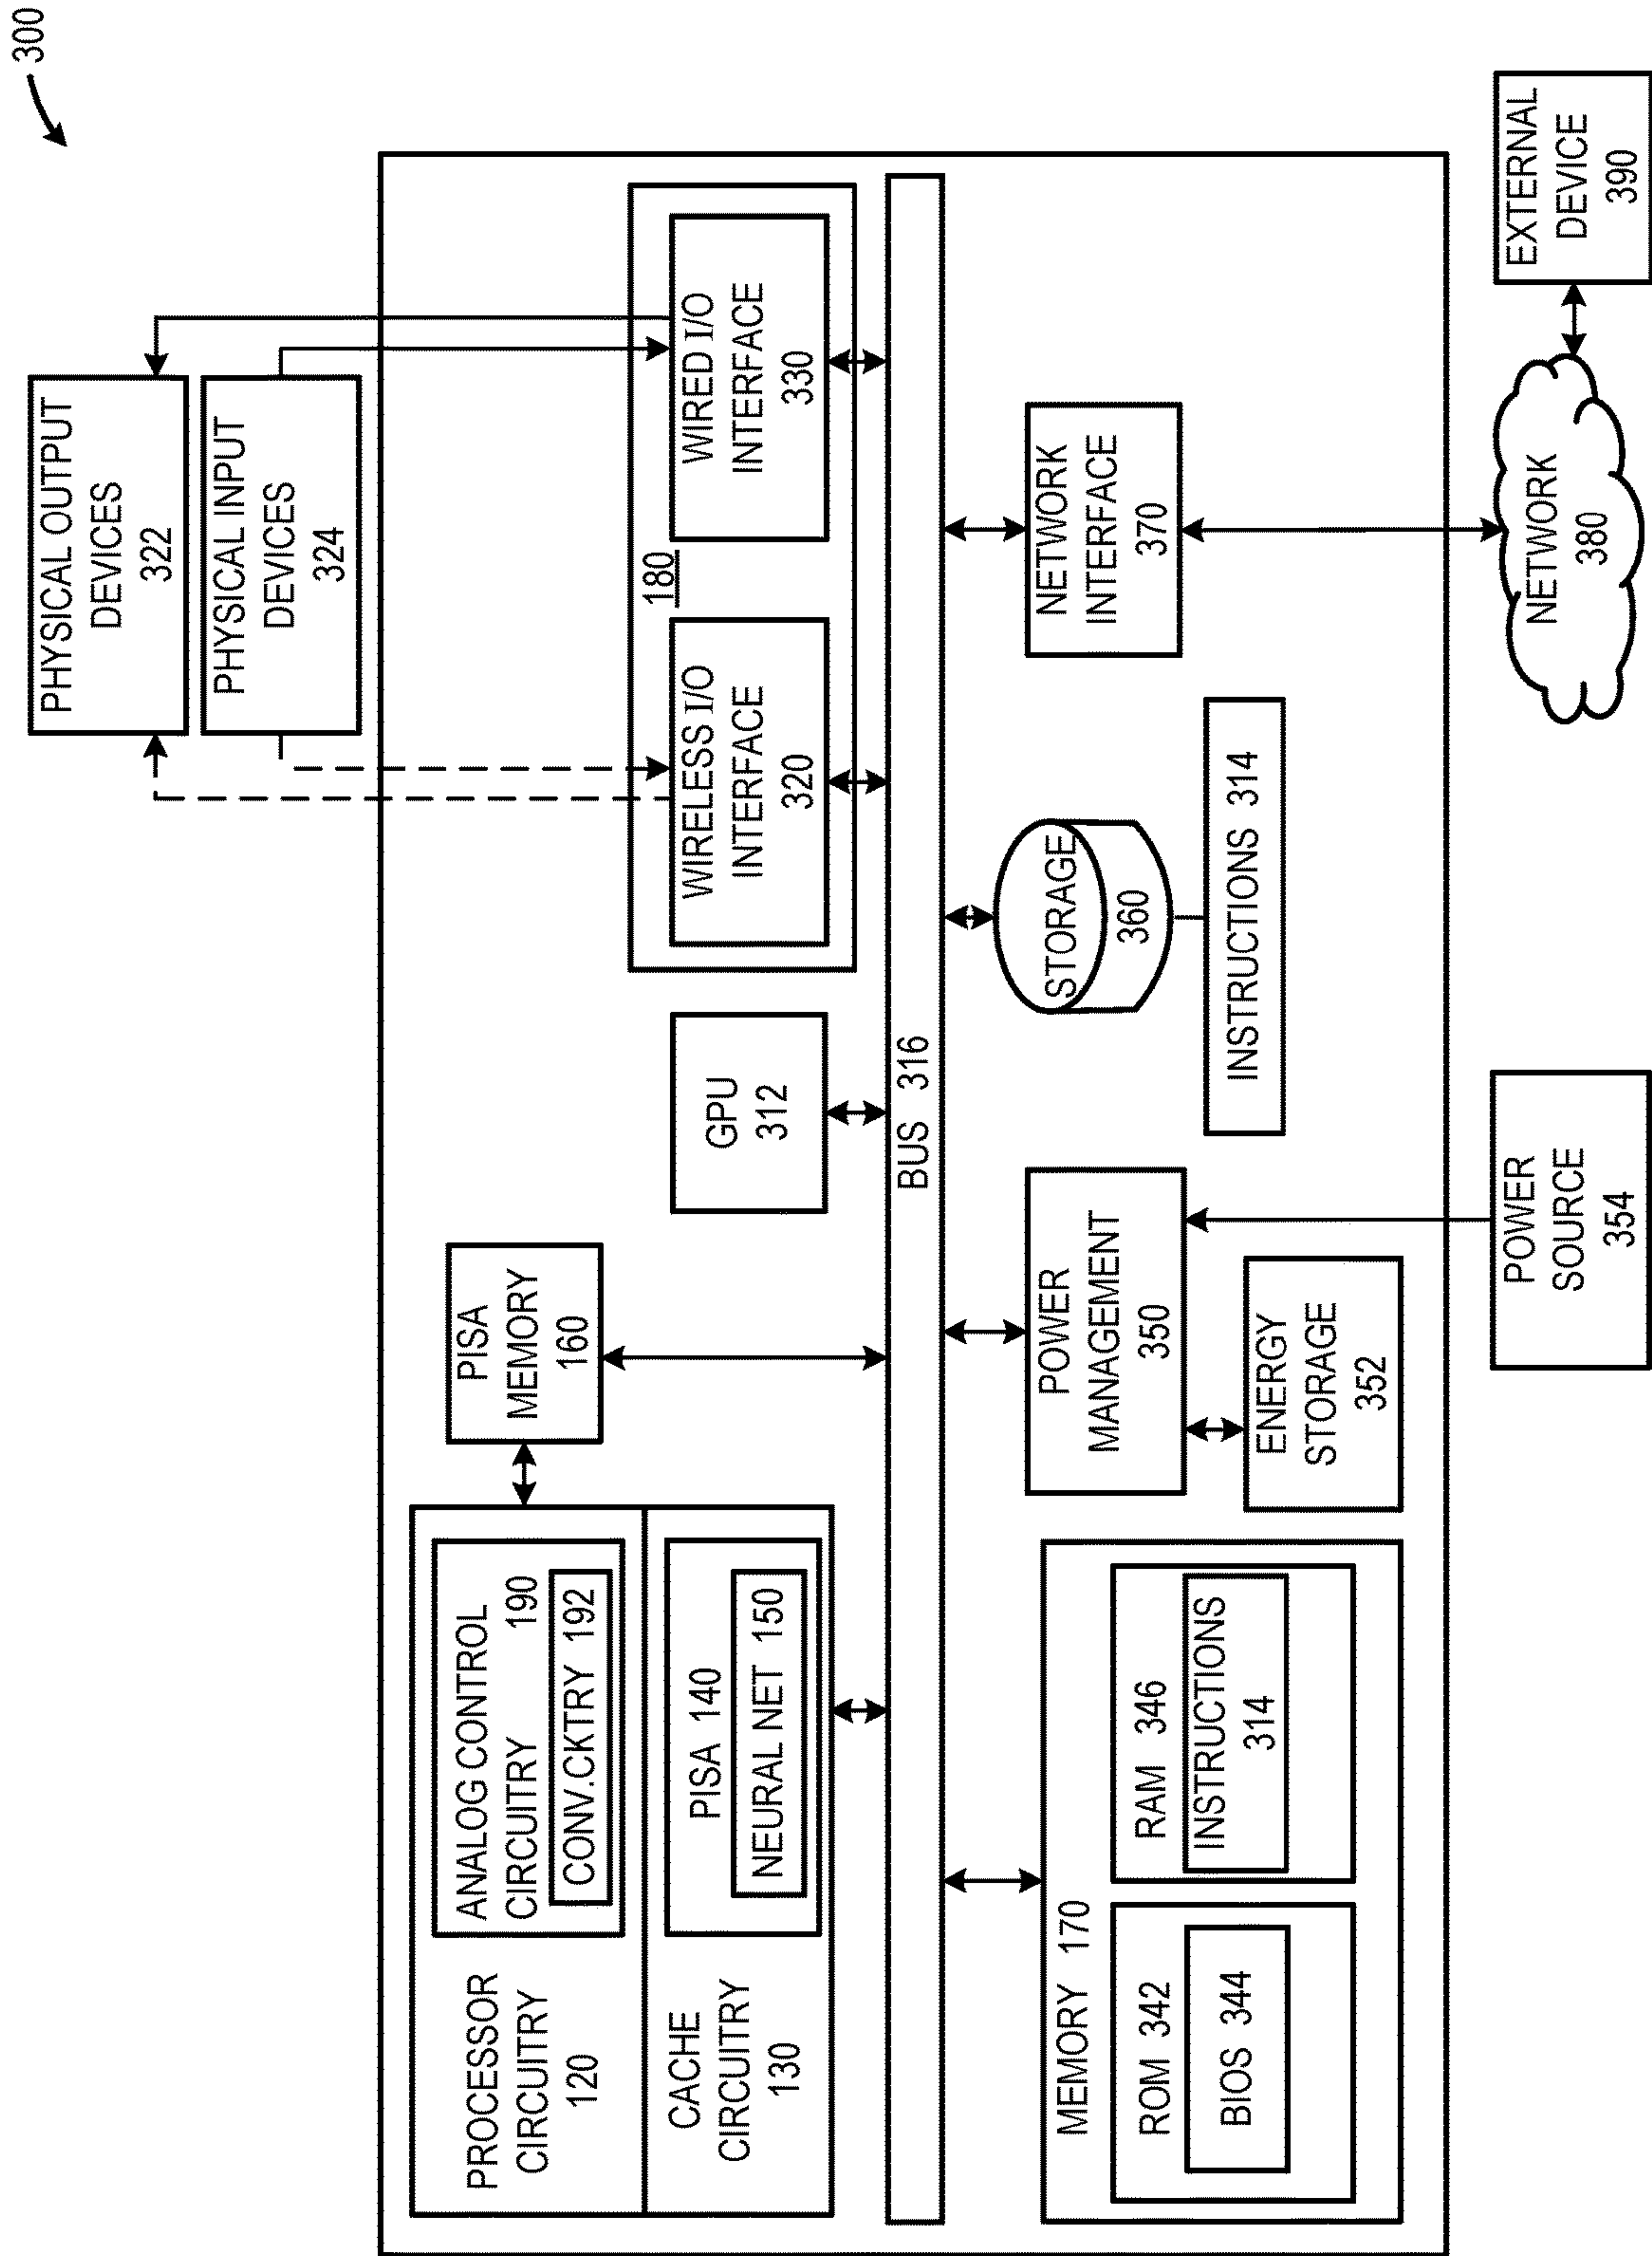 300
PHYSICAL OUTPUT
DEVICES
322
PHYSICAL INPUT
DEVICES
324
PROCESSOR
CIRCUITRY
120
ANALOG CONTROL
CIRCUITRY 190
CONV.CKTRY 192
CACHE
CIRCUITRY
130
PISA 140
NEURAL NET 150
PISA
MEMORY
160
GPU
312
180
WIRELESS I/O
INTERFACE
320
WIRED I/O
INTERFACE
330
BUS 316
MEMORY 170
ROM 342
BIOS 344
RAM 346
INSTRUCTIONS
314
POWER
MANAGEMENT
350
ENERGY
STORAGE
352
STORAGE
360
INSTRUCTIONS 314
NETWORK
INTERFACE
370
POWER
SOURCE
354
NETWORK
380
EXTERNAL
DEVICE
390